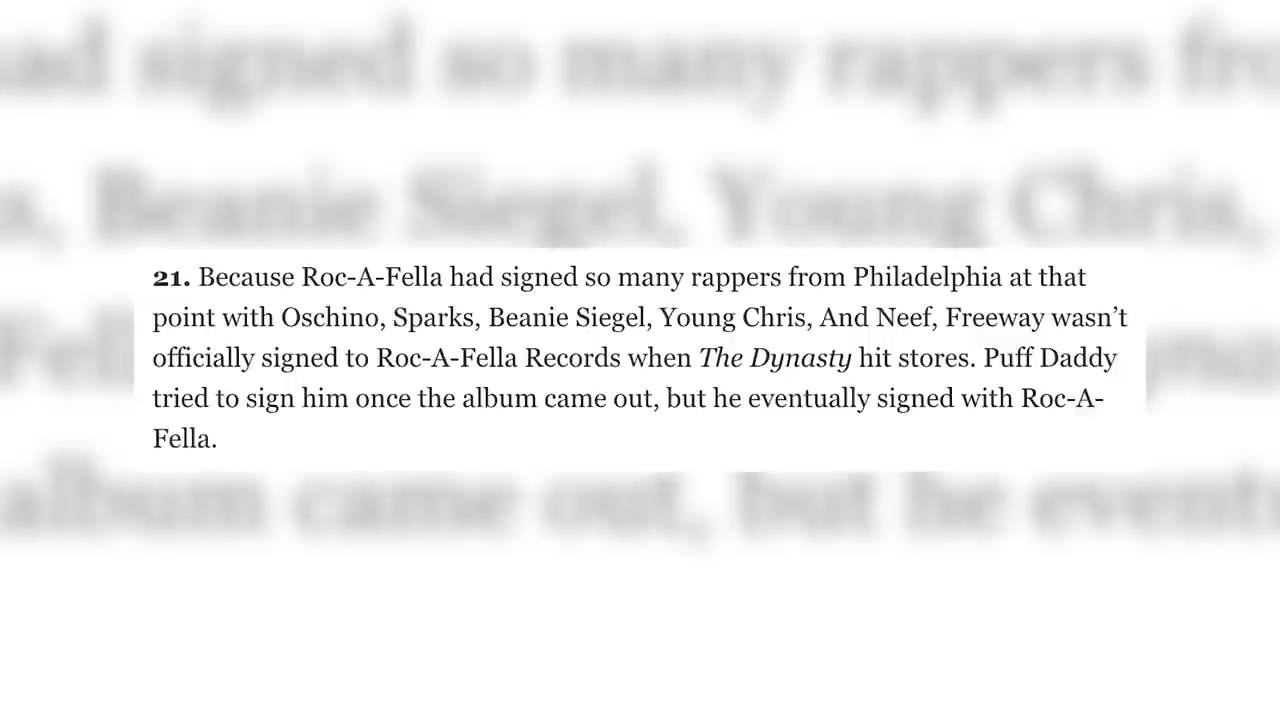 21. Because Roc-A-Fella had signed so many rappers from Philadelphia at that
point with Oschino, Sparks, Beanie Siegel, Young Chris, And Neef, Freeway wasn’t
officially signed to Roc-A-Fella Records when The Dynasty hit stores. Puff Daddy
tried to sign him once the album came out, but he eventually signed with Roc-A-
Fella.